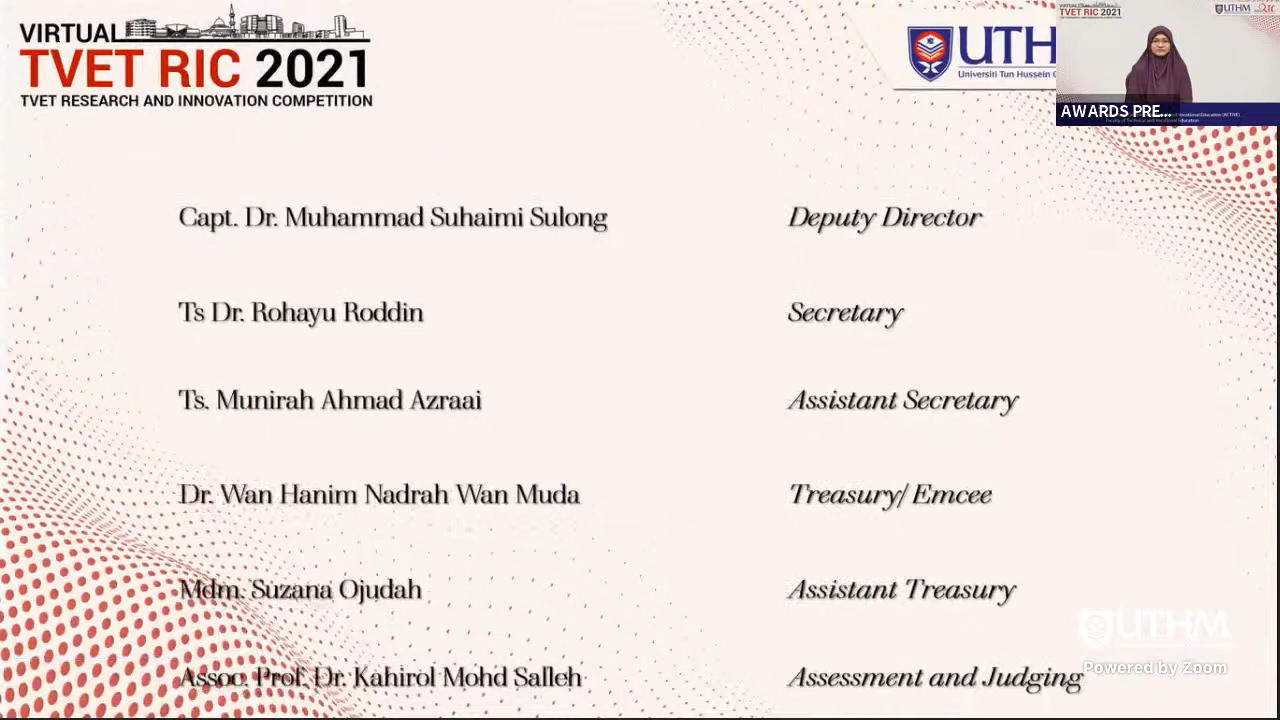 VIRTUAL
TVET RIC 2021
TVET RESEARCH AND INNOVATION COMPETITION
UTH
Universiti Tun Hussein
TVET RIC 2021
UTHM
AWARDS PRE...
Capt. Dr. Muhammad Suhaimi Sulong Deputy Director
Ts Dr. Rohayu Roddin Secretary
Ts. Munirah Ahmad Azraai Assistant Secretary
Dr. Wan Hanim Nadrah Wan Muda Treasury/Emcee
Mdm. Suzana Ojudah Assistant Treasury
Assoc. Prof. Dr. Kahirol Mohd Salleh Assessment and Judging
UTHM
Powered by Zoom